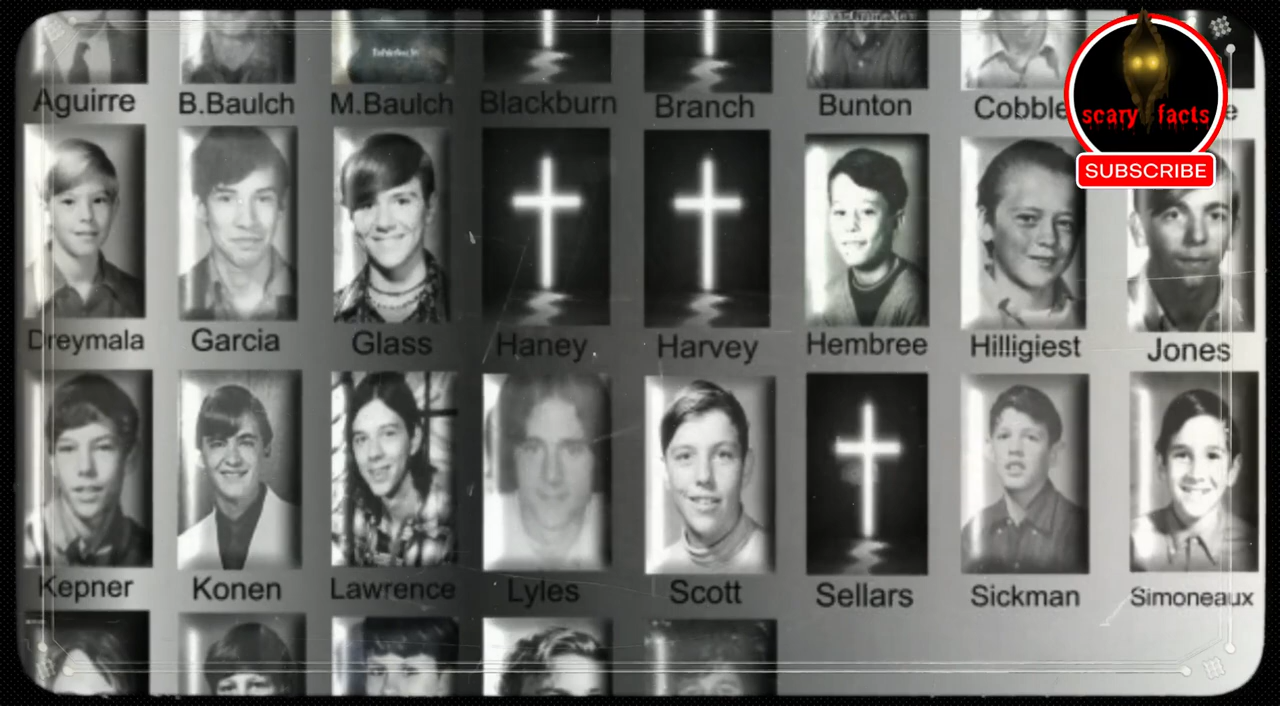 Aguirre B.Baulch M.Baulch Blackburn Branch Bunton Cobble
scary facts
SUBSCRIBE
Dreymala Garcia Glass Haney Harvey Hembree Hilligiest Jones
Kepner Konen Lawrence Lyles Scott Sellars Sickman Simoneaux